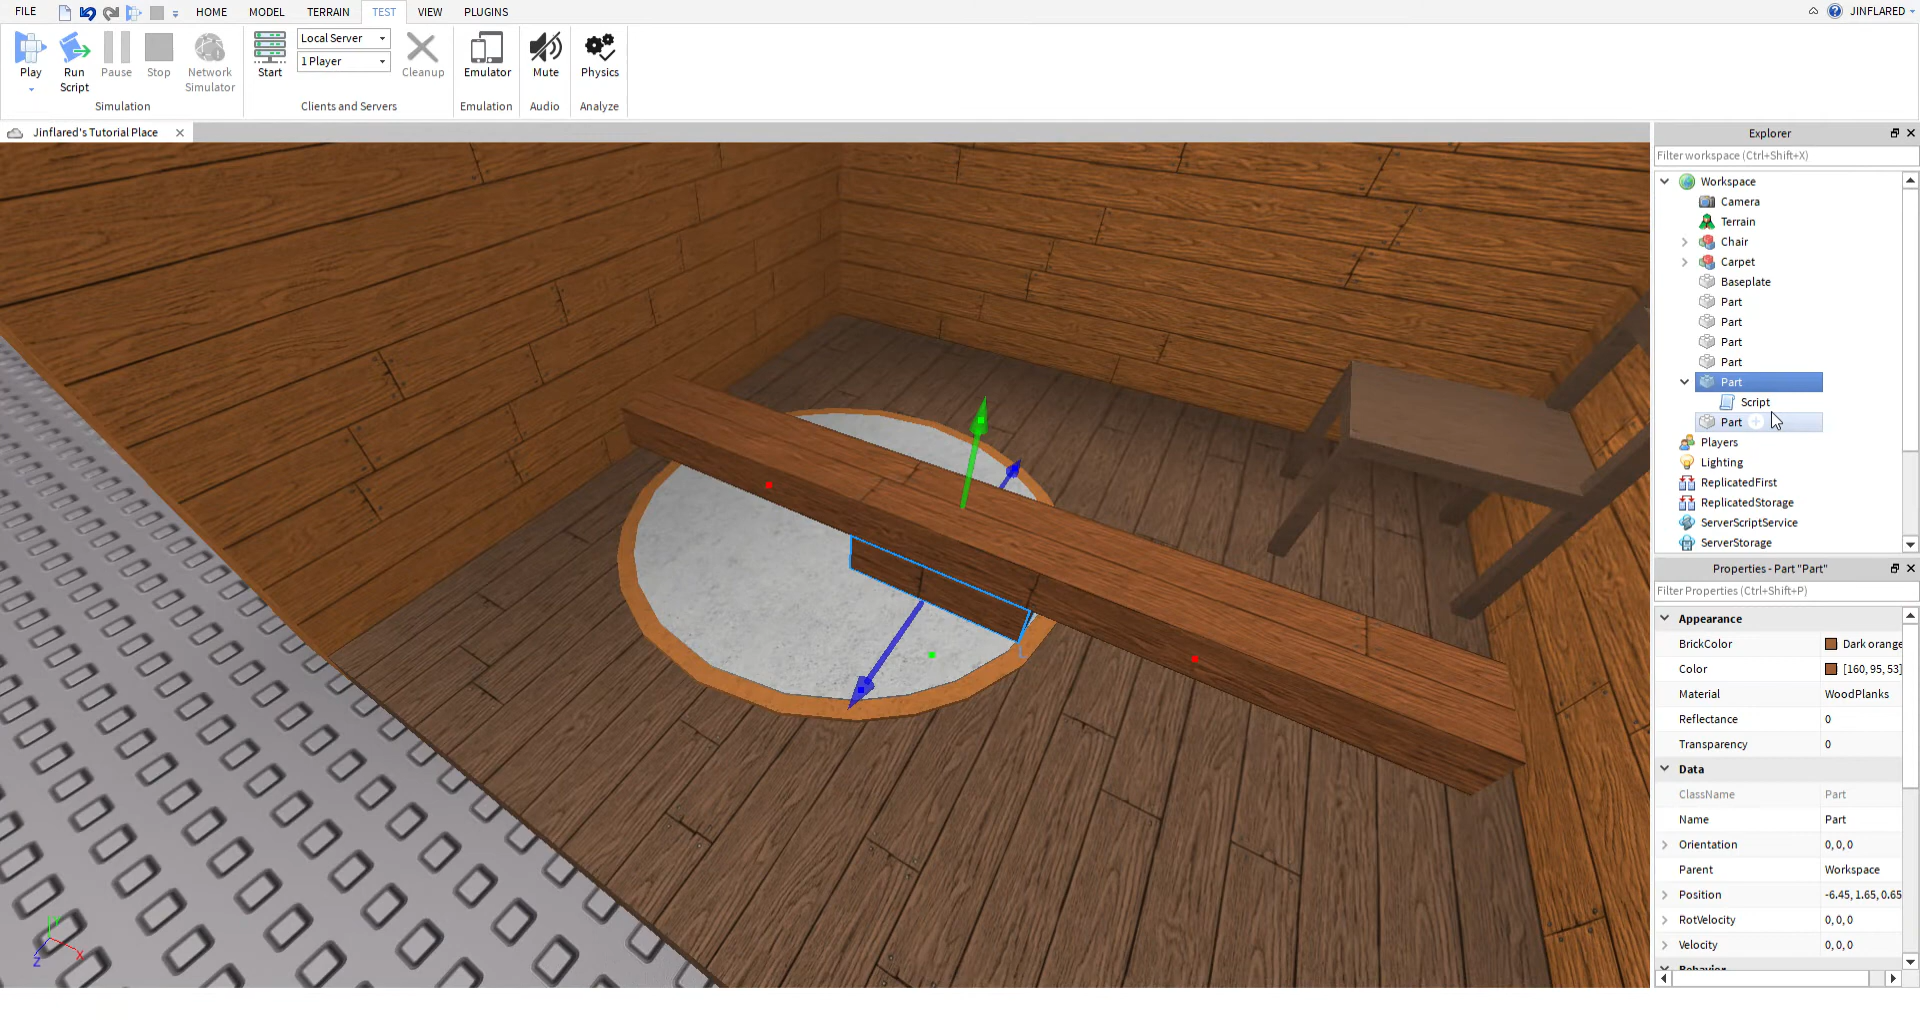 FILE HOME MODEL TERRAIN TEST VIEW PLUGINS JINFLARED
Play
Run Script
Pause
Stop
Network Simulator
Simulation
Start
Local Server
1 Player
Cleanup
Clients and Servers
Emulator
Emulation
Mute
Audio
Physics
Analyze
Jinflared's Tutorial Place
Explorer
Filter workspace (Ctrl+Shift+X)
Workspace
Camera
Terrain
Chair
Carpet
Baseplate
Part
Part
Part
Part
Part
Script
Part
Players
Lighting
ReplicatedFirst
ReplicatedStorage
ServerScriptService
ServerStorage
Properties - Part "Part"
Filter Properties (Ctrl+Shift+P)
Appearance
BrickColor Dark orange
Color [160, 95, 53]
Material WoodPlanks
Reflectance 0
Transparency 0
Data
ClassName Part
Name Part
Orientation 0, 0, 0
Parent Workspace
Position -6.45, 1.65, 0.65
RotVelocity 0, 0, 0
Velocity 0, 0, 0
Behavior
Y
X
Z